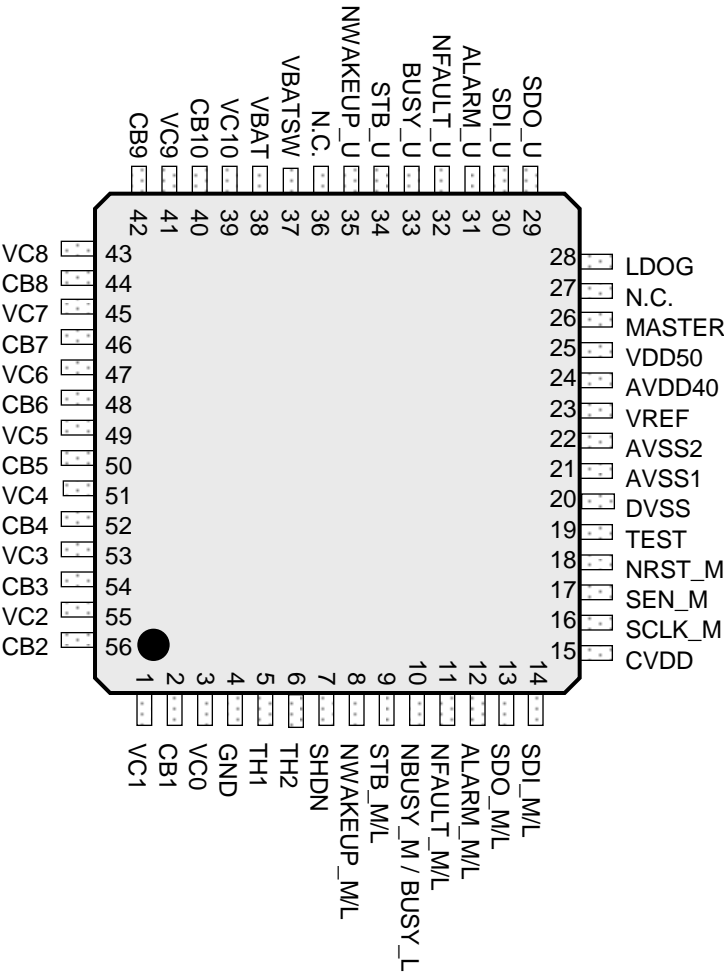 CB9
VC9
CB10
VC10
VBAT
VBATSW
N.C.
NWAKEUP_U
STB_U
BUSY_U
NFAULT_U
ALARM_U
SDI_U
SDO_U
42
41
40
39
38
37
36
35
34
33
32
31
30
29
VC8 43
CB8 44
VC7 45
CB7 46
VC6 47
CB6 48
VC5 49
CB5 50
VC4 51
CB4 52
VC3 53
CB3 54
VC2 55
CB2 56
28 LDOG
27 N.C.
26 MASTER
25 VDD50
24 AVDD40
23 VREF
22 AVSS2
21 AVSS1
20 DVSS
19 TEST
18 NRST_M
17 SEN_M
16 SCLK_M
15 CVDD
1
2
3
4
5
6
7
8
9
10
11
12
13
14
VC1
CB1
VC0
GND
TH1
TH2
SHDN
NWAKEUP_M/L
STB_M/L
NBUSY_M / BUSY_L
NFAULT_M/L
ALARM_M/L
SDO_M/L
SDI_M/L